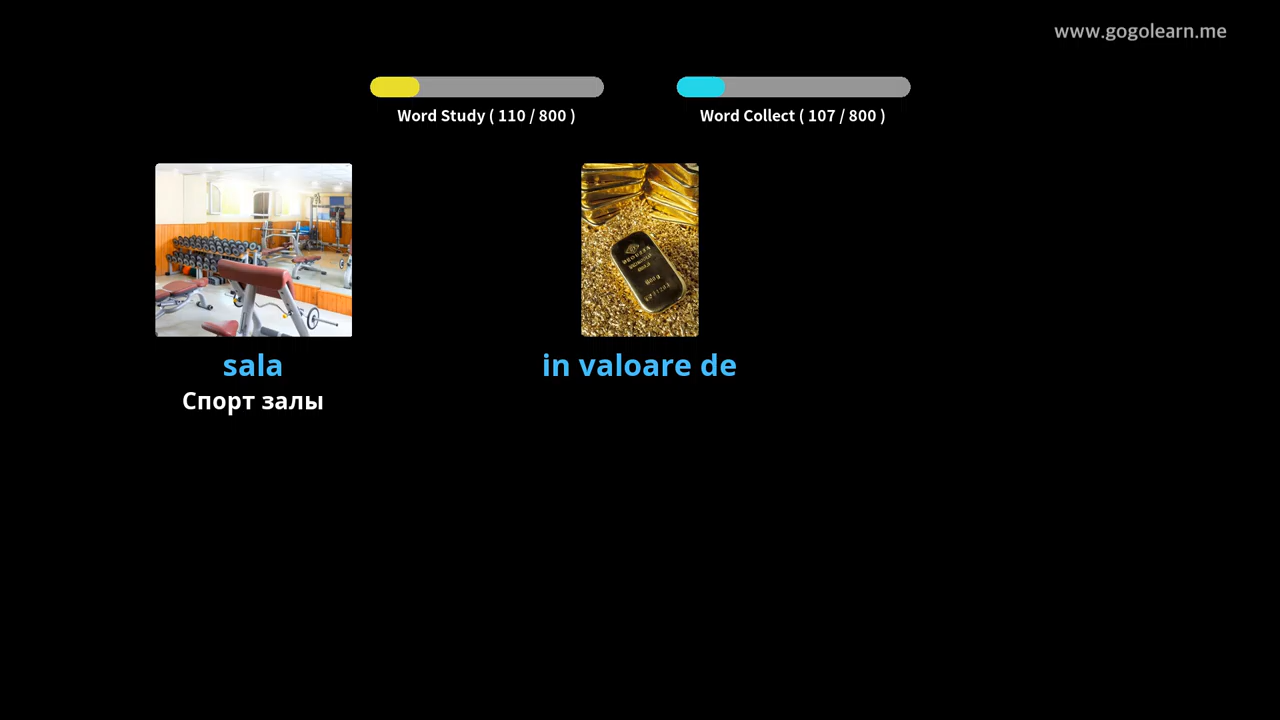 www.gogolearn.me
Word Study ( 110 / 800 )
Word Collect ( 107 / 800 )
sala
in valoare de
Спорт залы